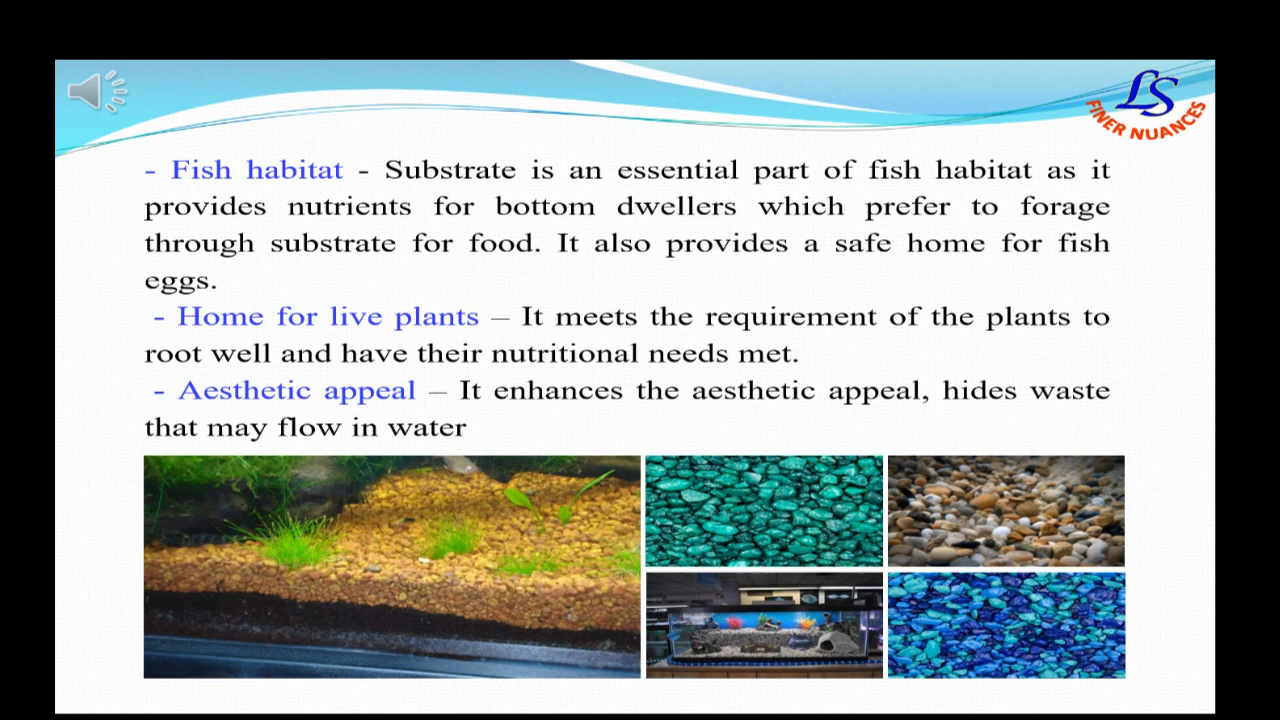 LS
FINER NUANCES
- Fish habitat - Substrate is an essential part of fish habitat as it
provides nutrients for bottom dwellers which prefer to forage
through substrate for food. It also provides a safe home for fish
eggs.
- Home for live plants – It meets the requirement of the plants to
root well and have their nutritional needs met.
- Aesthetic appeal – It enhances the aesthetic appeal, hides waste
that may flow in water